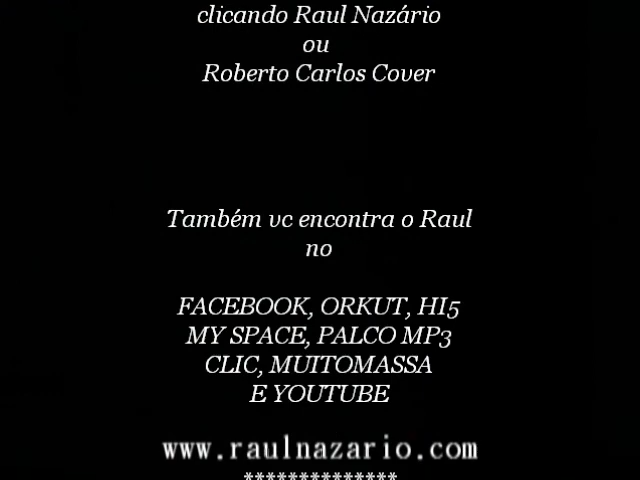 clicando Raul Nazário
ou
Roberto Carlos Cover
Também vc encontra o Raul
no
FACEBOOK, ORKUT, HI5
MY SPACE, PALCO MP3
CLIC, MUITOMASSA
E YOUTUBE
www.raulnazario.com
**************